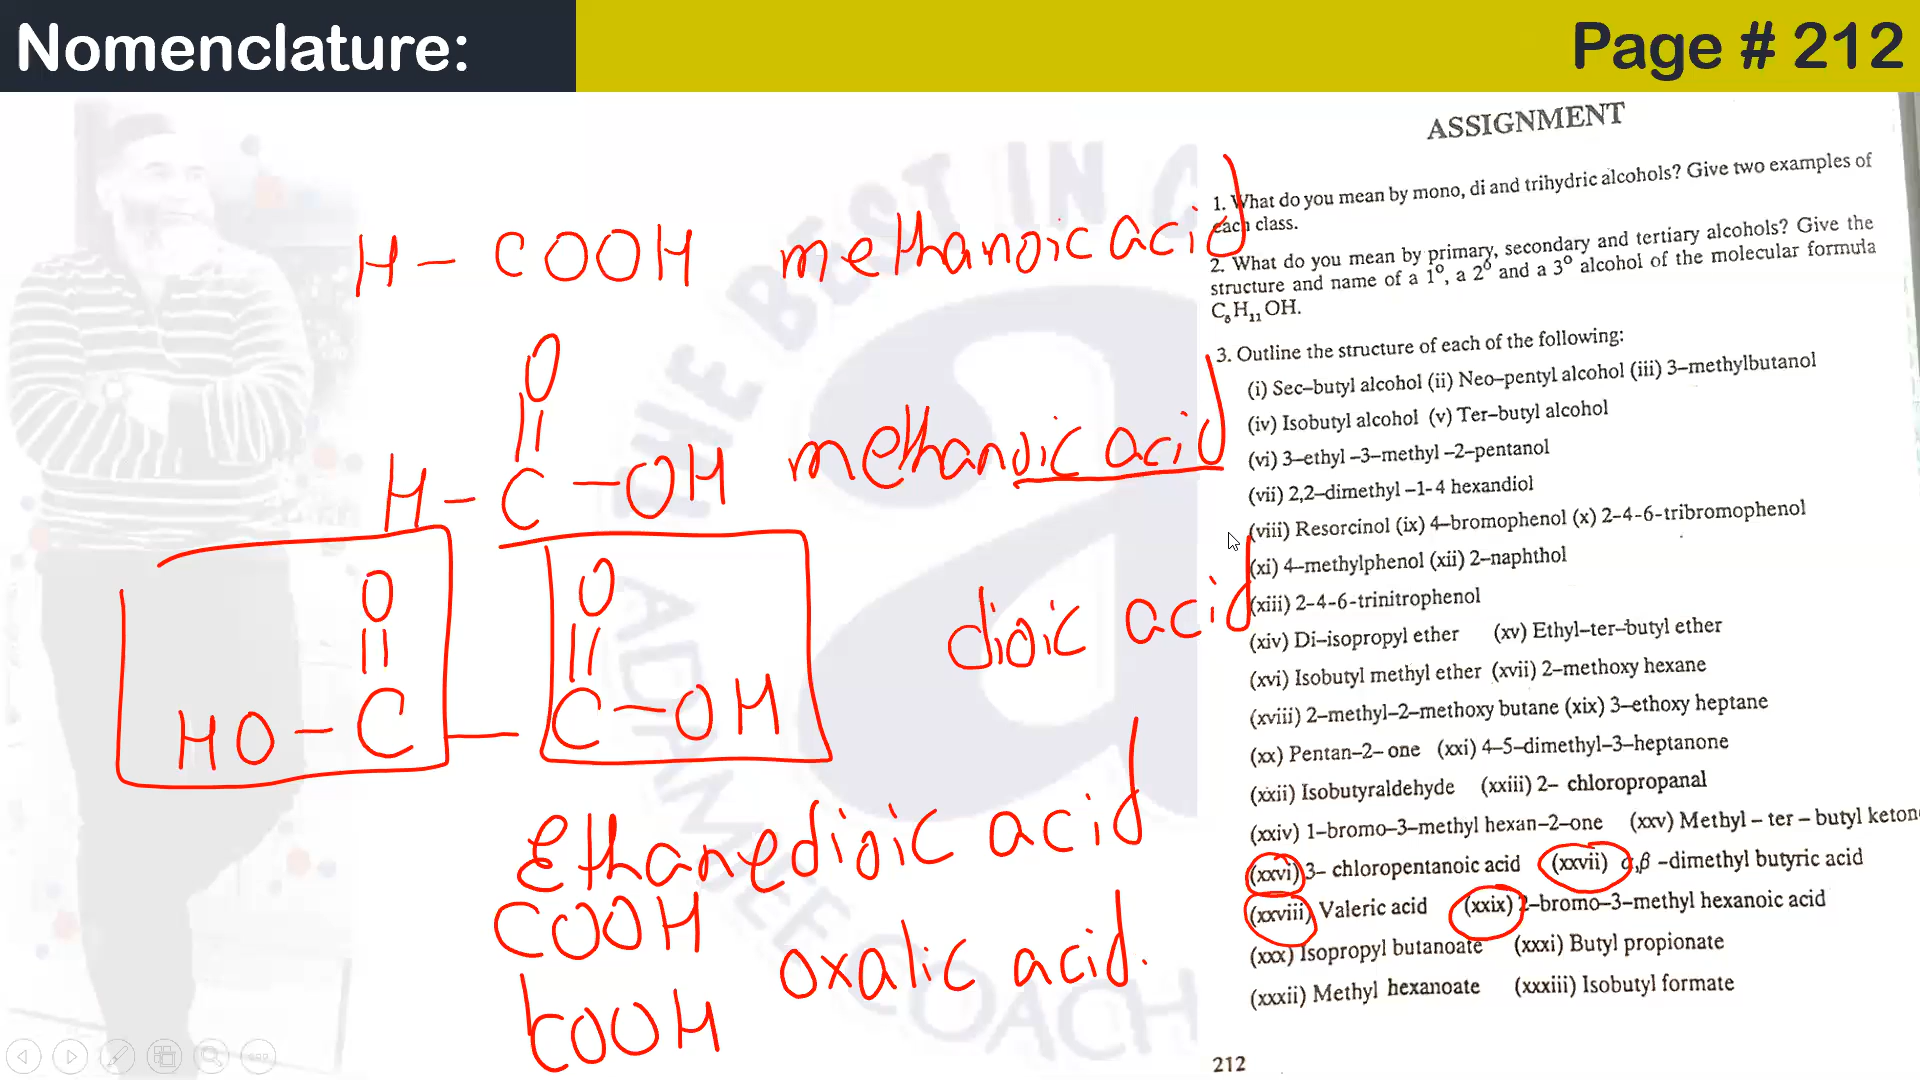 Nomenclature:
Page # 212
H - COOH methanoic acid
O
||
H - C - OH methanoic acid
O O
|| ||
HO - C - C - OH dioic acid
Ethanedioic acid
COOH
COOH
oxalic acid.
THE BEST IN
ADAMJEE COACH
ASSIGNMENT
1. What do you mean by mono, di and trihydric alcohols? Give two examples of
each class.
2. What do you mean by primary, secondary and tertiary alcohols? Give the
structure and name of a 1°, a 2° and a 3° alcohol of the molecular formula
C₅H₁₁OH.
3. Outline the structure of each of the following:
(i) Sec–butyl alcohol (ii) Neo–pentyl alcohol (iii) 3–methylbutanol
(iv) Isobutyl alcohol (v) Ter–butyl alcohol
(vi) 3–ethyl –3–methyl –2–pentanol
(vii) 2,2–dimethyl –1- 4 hexandiol
(viii) Resorcinol (ix) 4–bromophenol (x) 2-4-6-tribromophenol
(xi) 4–methylphenol (xii) 2–naphthol
(xiii) 2-4-6-trinitrophenol
(xiv) Di–isopropyl ether (xv) Ethyl–ter–butyl ether
(xvi) Isobutyl methyl ether (xvii) 2–methoxy hexane
(xviii) 2–methyl–2–methoxy butane (xix) 3–ethoxy heptane
(xx) Pentan–2– one (xxi) 4–5–dimethyl–3–heptanone
(xxii) Isobutyraldehyde (xxiii) 2– chloropropanal
(xxiv) 1–bromo–3–methyl hexan–2–one (xxv) Methyl – ter – butyl keton
(xxvi) 3– chloropentanoic acid (xxvii) α,β –dimethyl butyric acid
(xxviii) Valeric acid (xxix) 2–bromo–3–methyl hexanoic acid
(xxx) Isopropyl butanoate (xxxi) Butyl propionate
(xxxii) Methyl hexanoate (xxxiii) Isobutyl formate
212